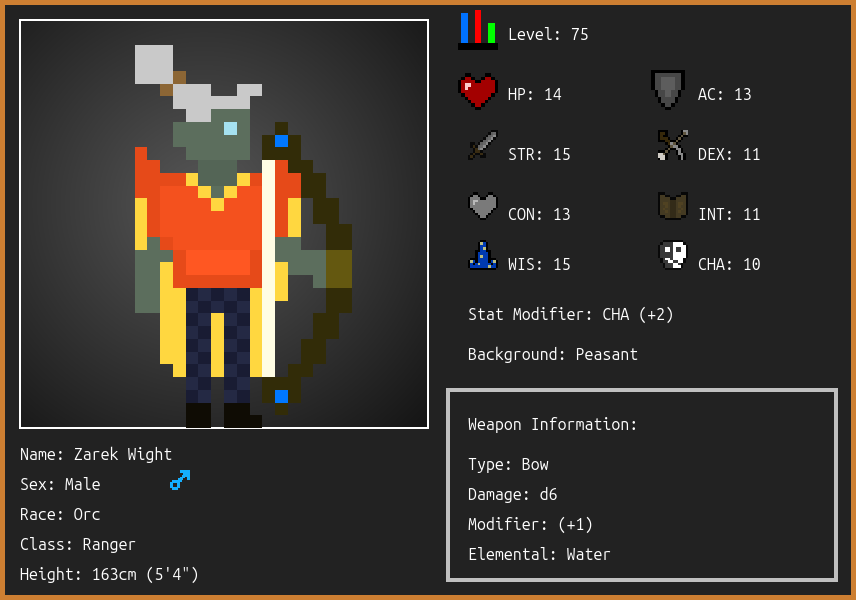 Level: 75
HP: 14
AC: 13
STR: 15
DEX: 11
CON: 13
INT: 11
WIS: 15
CHA: 10
Stat Modifier: CHA (+2)
Background: Peasant
Weapon Information:
Type: Bow
Damage: d6
Modifier: (+1)
Elemental: Water
Name: Zarek Wight
Sex: Male
Race: Orc
Class: Ranger
Height: 163cm (5'4")